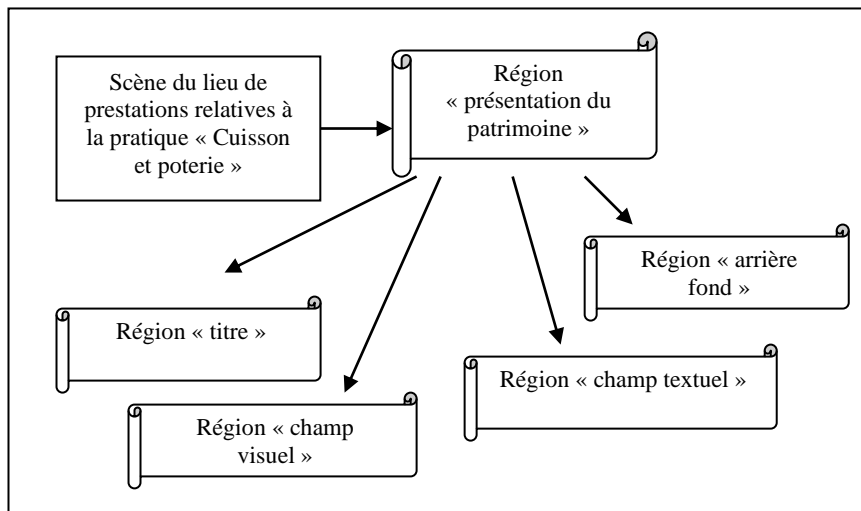 Scène du lieu de
prestations relatives à
la pratique « Cuisson
et poterie »
Région
« présentation du
patrimoine »
Région « arrière
fond »
Région « titre »
Région « champ textuel »
Région « champ
visuel »